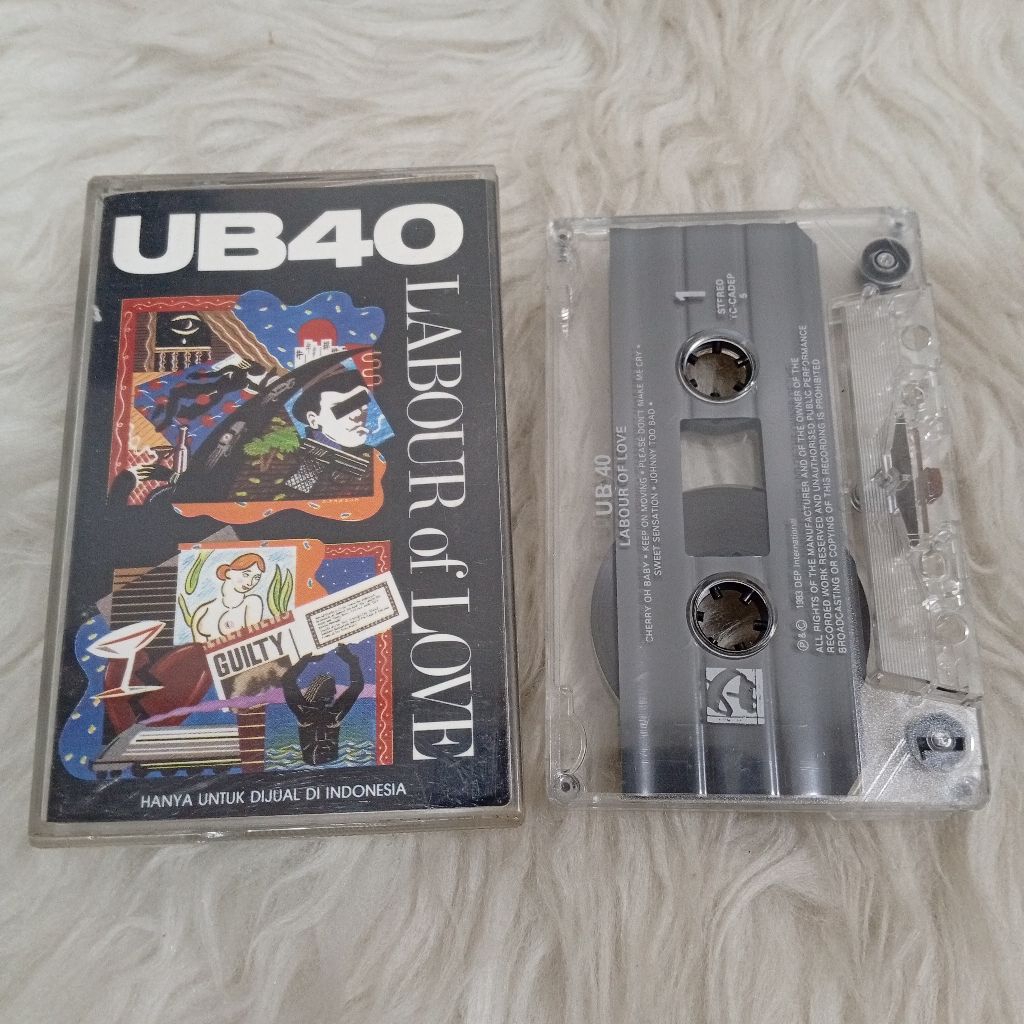 UB40
LABOUR of LOVE
GUILTY
HANYA UNTUK DIJUAL DI INDONESIA
1
STEREO
TC-CADEP
5
UB 40
LABOUR OF LOVE
CHERRY OH BABY • KEEP ON MOVING • PLEASE DON'T MAKE ME CRY •
SWEET SENSATION • JOHNNY TOO BAD •
℗ & © 1983 DEP International
ALL RIGHTS OF THE MANUFACTURER AND OF THE OWNER OF THE
RECORDED WORK RESERVED AND UNAUTHORISED PUBLIC PERFORMANCE
BROADCASTING OR COPYING OF THIS RECORDING IS PROHIBITED